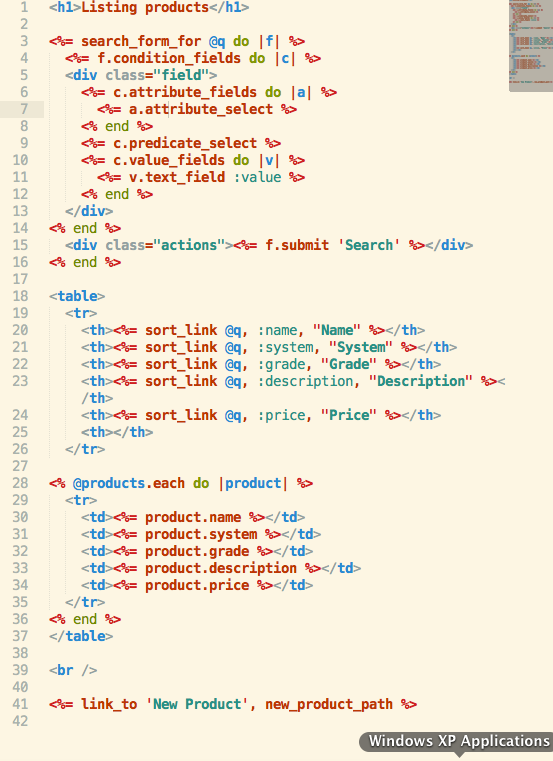 1 <h1>Listing products</h1>
2
3 <%= search_form_for @q do |f| %>
4   <%= f.condition_fields do |c| %>
5   <div class="field">
6     <%= c.attribute_fields do |a| %>
7       <%= a.attribute_select %>
8     <% end %>
9     <%= c.predicate_select %>
10     <%= c.value_fields do |v| %>
11       <%= v.text_field :value %>
12     <% end %>
13   </div>
14 <% end %>
15   <div class="actions"><%= f.submit 'Search' %></div>
16 <% end %>
17
18 <table>
19   <tr>
20     <th><%= sort_link @q, :name, "Name" %></th>
21     <th><%= sort_link @q, :system, "System" %></th>
22     <th><%= sort_link @q, :grade, "Grade" %></th>
23     <th><%= sort_link @q, :description, "Description" %><
    /th>
24     <th><%= sort_link @q, :price, "Price" %></th>
25     <th></th>
26   </tr>
27
28 <% @products.each do |product| %>
29   <tr>
30     <td><%= product.name %></td>
31     <td><%= product.system %></td>
32     <td><%= product.grade %></td>
33     <td><%= product.description %></td>
34     <td><%= product.price %></td>
35   </tr>
36 <% end %>
37 </table>
38
39 <br />
40
41 <%= link_to 'New Product', new_product_path %>
42
Windows XP Applications